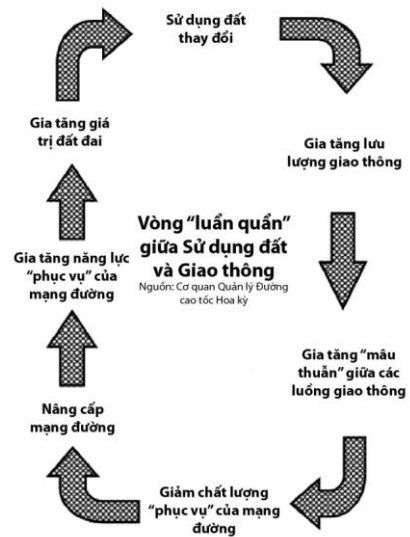 Sử dụng đất
thay đổi
Gia tăng lưu
lượng giao thông
Gia tăng “mâu
thuẫn” giữa các
luồng giao thông
Giảm chất lượng
“phục vụ” của mạng
đường
Nâng cấp
mạng đường
Gia tăng năng lực
“phục vụ” của
mạng đường
Gia tăng giá
trị đất đai
Vòng “luẩn quẩn”
giữa Sử dụng đất
và Giao thông
Nguồn: Cơ quan Quản lý Đường
cao tốc Hoa kỳ